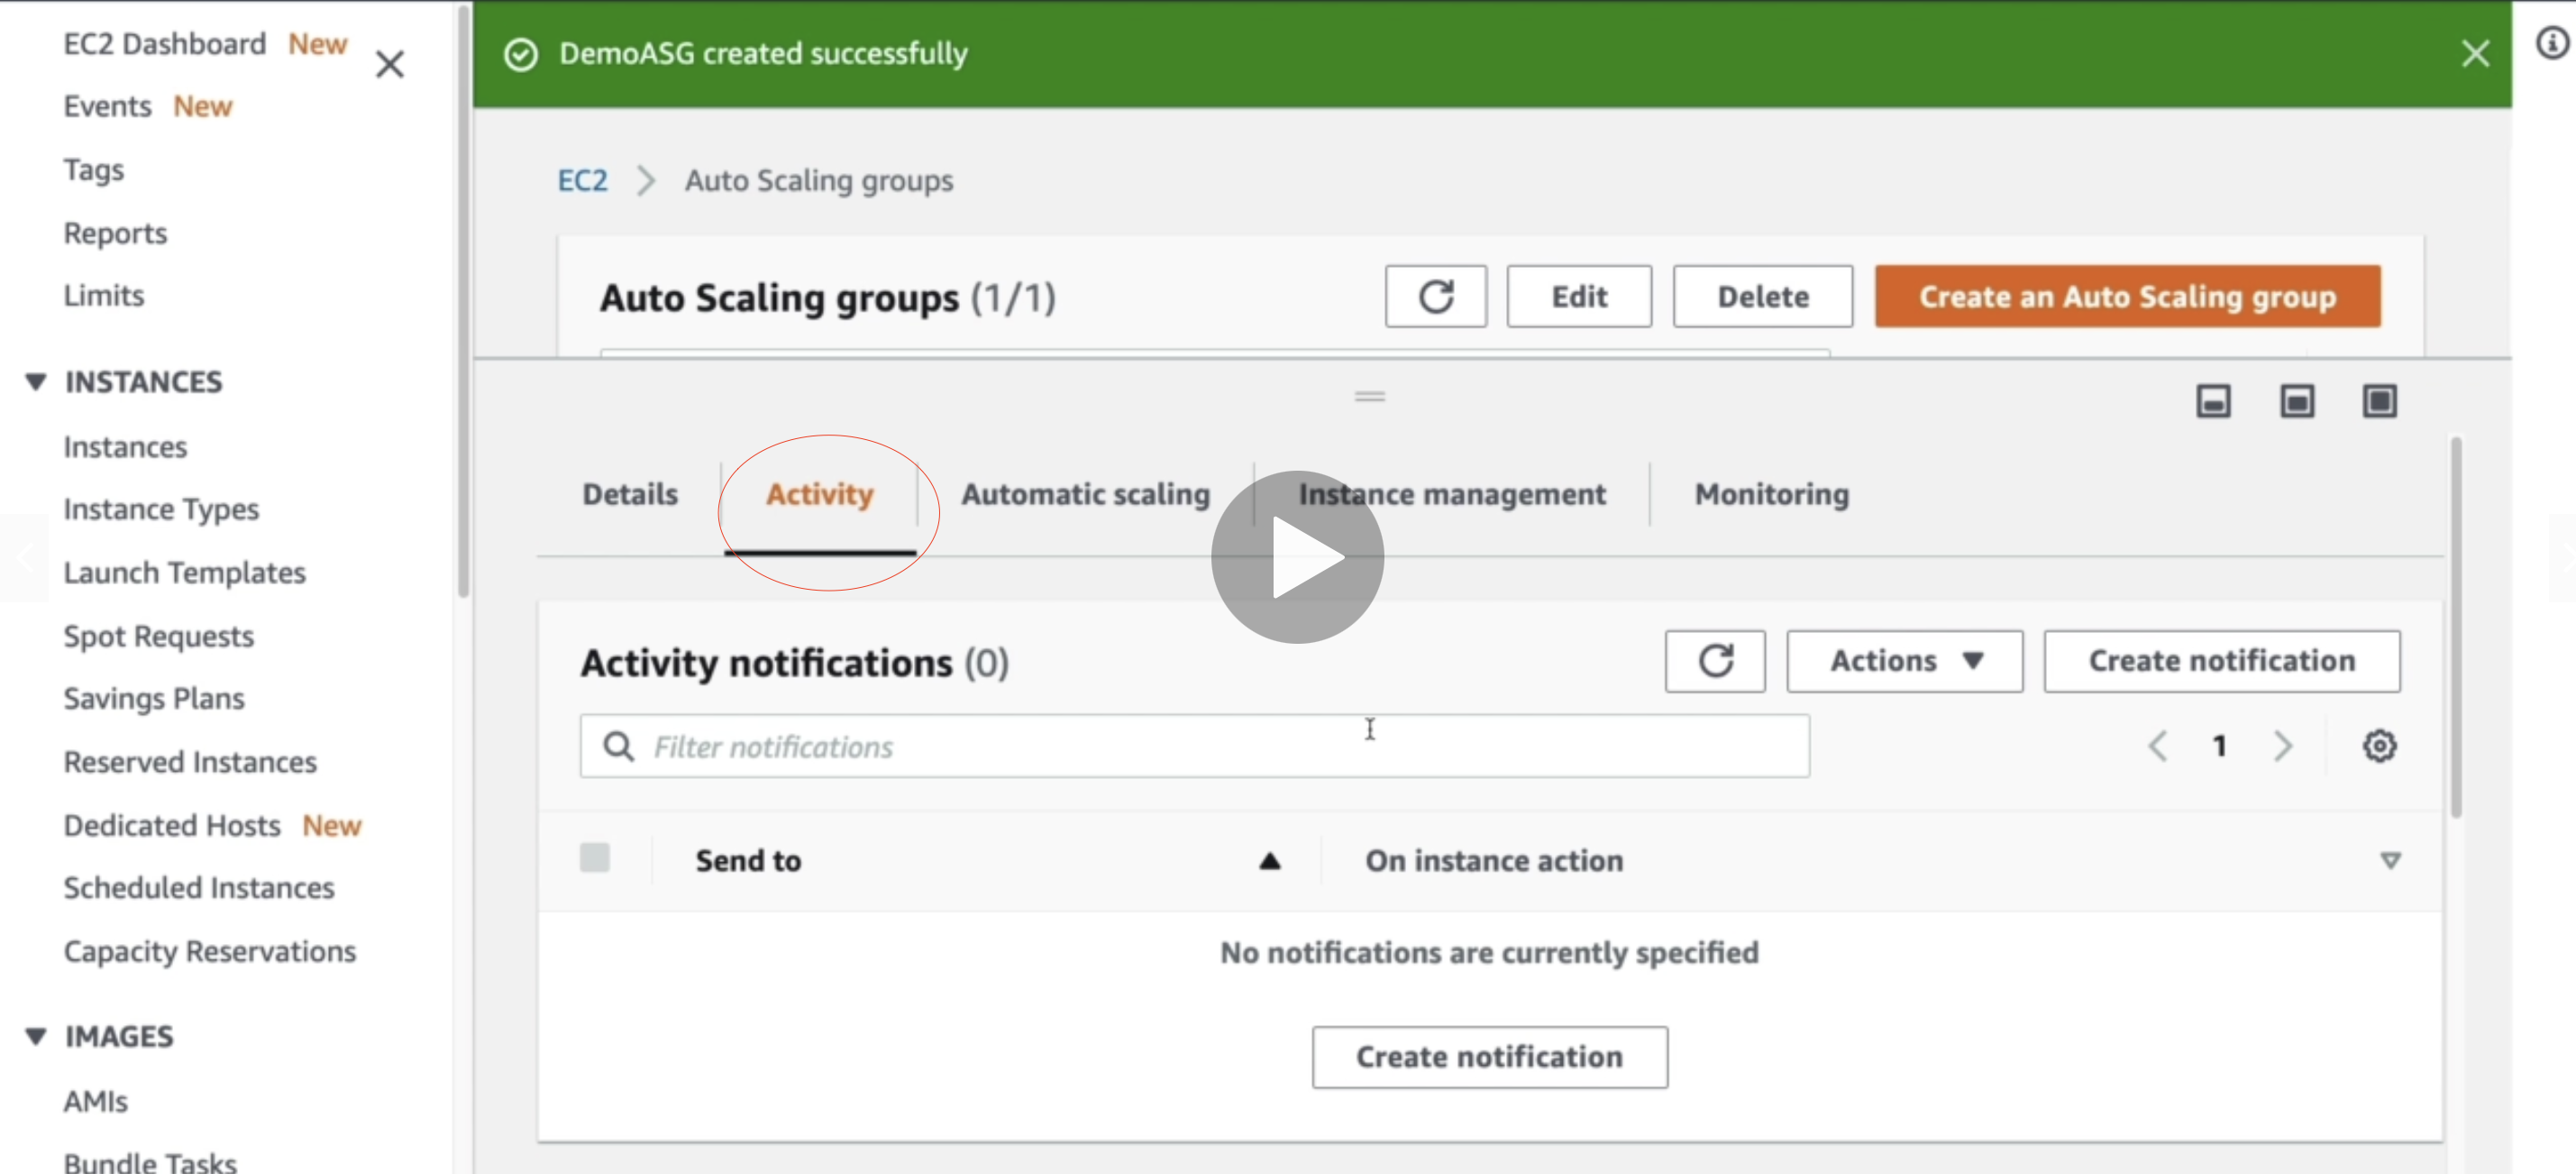 EC2 Dashboard New
Events New
Tags
Reports
Limits
INSTANCES
Instances
Instance Types
Launch Templates
Spot Requests
Savings Plans
Reserved Instances
Dedicated Hosts New
Scheduled Instances
Capacity Reservations
IMAGES
AMIs
Bundle Tasks
DemoASG created successfully
EC2 Auto Scaling groups
Auto Scaling groups (1/1) Edit Delete Create an Auto Scaling group
Details Activity Automatic scaling Instance management Monitoring
Activity notifications (0) Actions Create notification
Filter notifications 1
Send to On instance action
No notifications are currently specified
Create notification